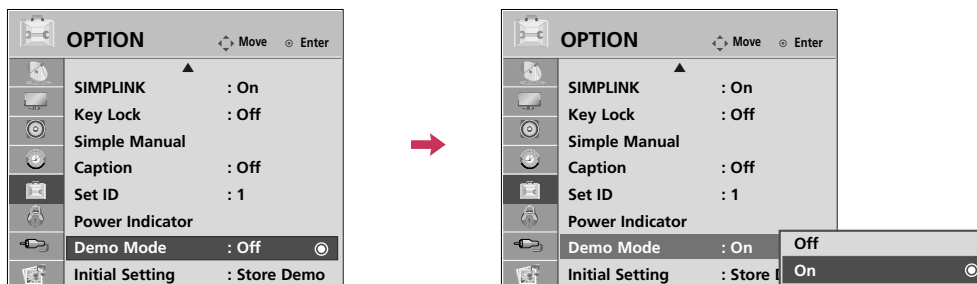 OPTION Move Enter
SIMPLINK : On
Key Lock : Off
Simple Manual
Caption : Off
Set ID : 1
Power Indicator
Demo Mode : Off
Initial Setting : Store Demo
OPTION Move Enter
SIMPLINK : On
Key Lock : Off
Simple Manual
Caption : Off
Set ID : 1
Power Indicator
Demo Mode : On
Initial Setting : Store
Off
On